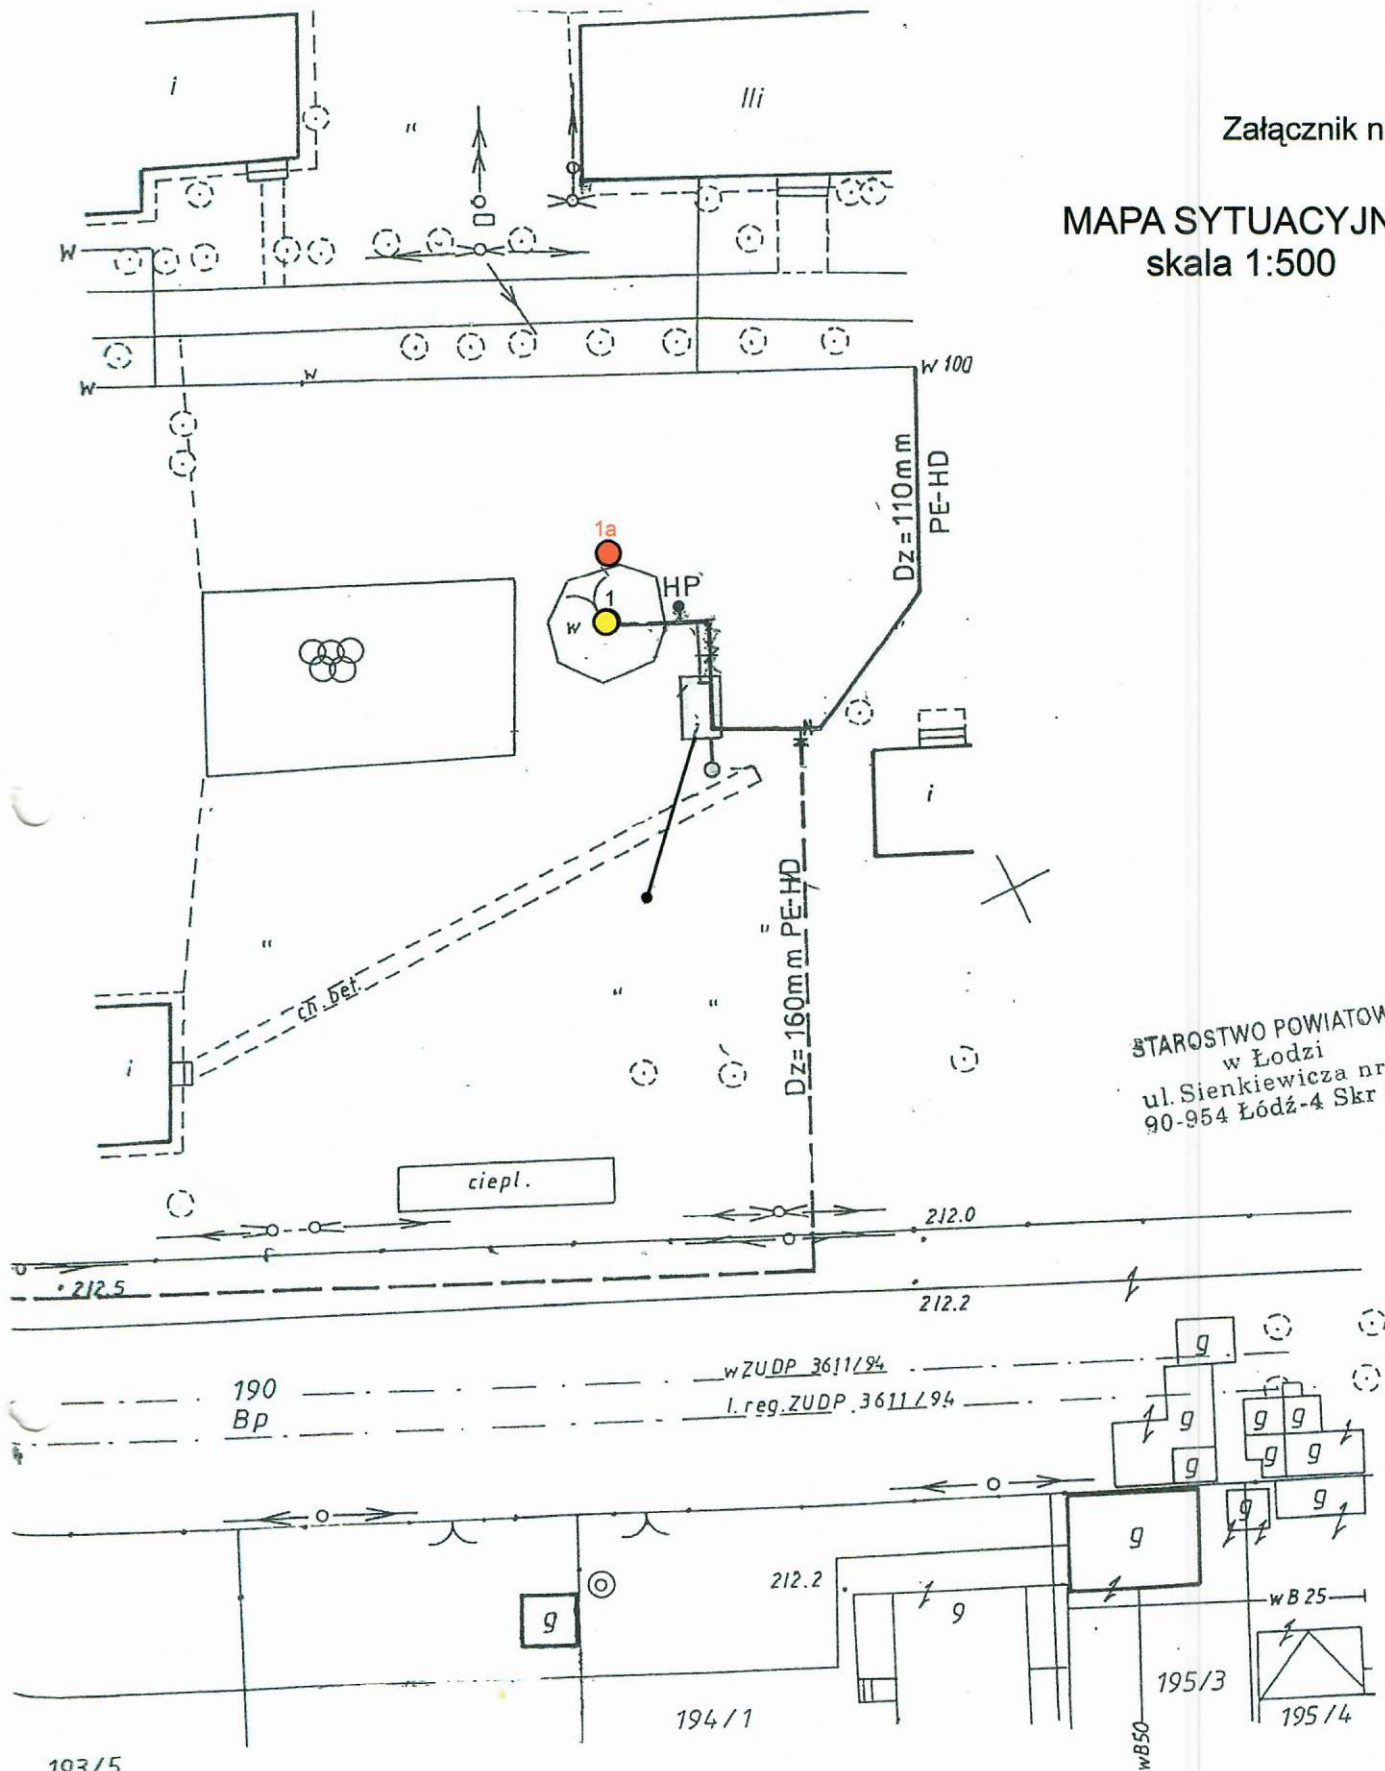 i
IIi
Załącznik n
MAPA SYTUACYJN
skala 1:500
W
W
w
W 100
Dz = 110mm
PE-HD
1a
1
HP
w
i
i
Dz = 160mm PE-HD
ch. bet.
i
STAROSTWO POWIATOW
w Łodzi
ul. Sienkiewicza nr
90-954 Łódź-4 Skr
ciepl.
212.0
212.5
212.2
g
wZUDP 3611/94
190
Bp
l.reg.ZUDP 3611/94
g
g g
g
g g
g
g
g
g
212.2
g
g
wB25
195/3
194/1
195/4
wB50
193/5